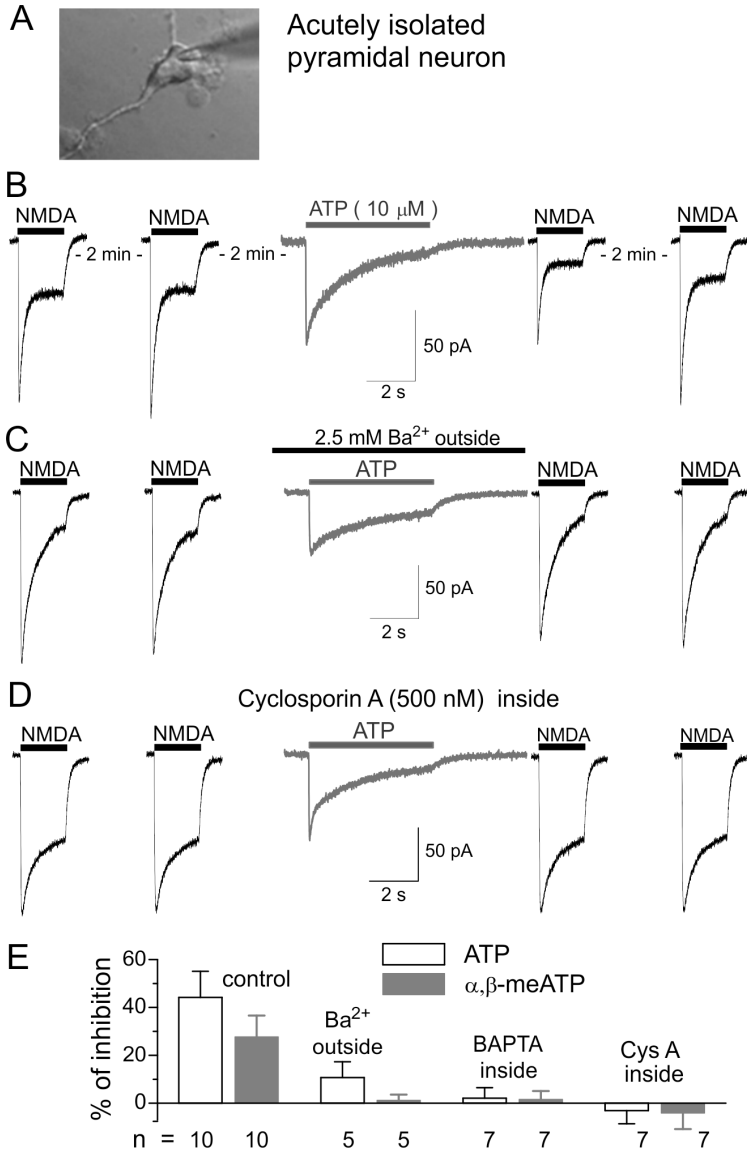 A
Acutely isolated
pyramidal neuron
B
NMDA
NMDA
ATP ( 10 μM )
NMDA
NMDA
- 2 min -
- 2 min -
- 2 min -
50 pA
2 s
C
2.5 mM Ba²⁺ outside
NMDA
NMDA
ATP
NMDA
NMDA
50 pA
2 s
D
Cyclosporin A (500 nM) inside
NMDA
NMDA
ATP
NMDA
NMDA
50 pA
2 s
E
% of inhibition
60
40
20
0
ATP
α,β-meATP
control
Ba²⁺
outside
BAPTA
inside
Cys A
inside
n = 10 10 5 5 7 7 7 7